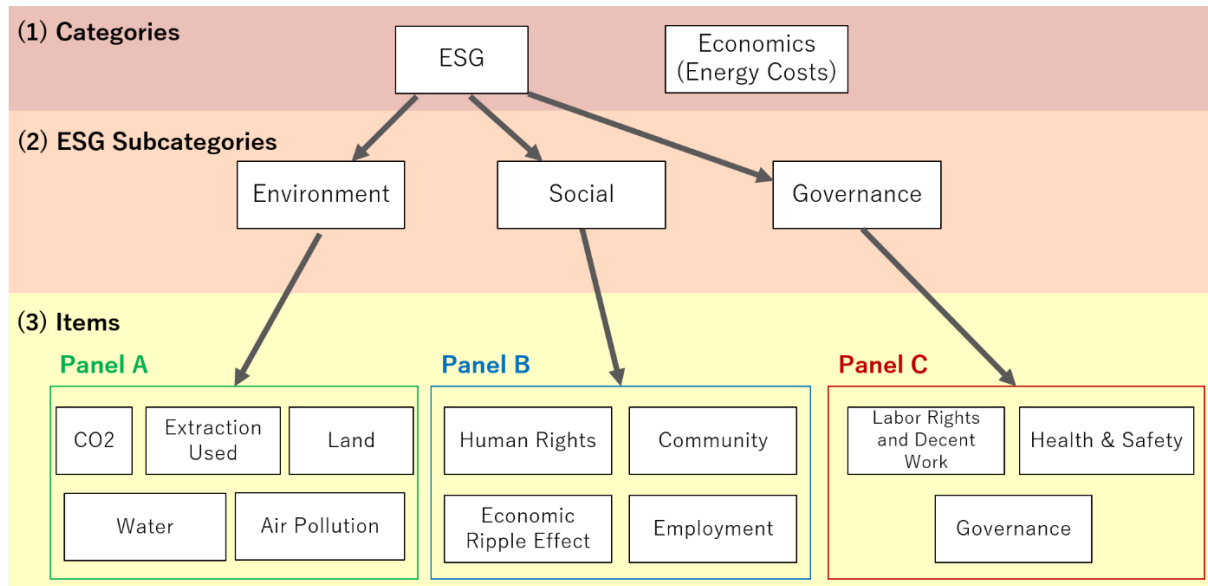 (1) Categories
ESG
Economics
(Energy Costs)
(2) ESG Subcategories
Environment
Social
Governance
(3) Items
Panel A
CO2
Extraction
Used
Land
Water
Air Pollution
Panel B
Human Rights
Community
Economic
Ripple Effect
Employment
Panel C
Labor Rights
and Decent
Work
Health & Safety
Governance